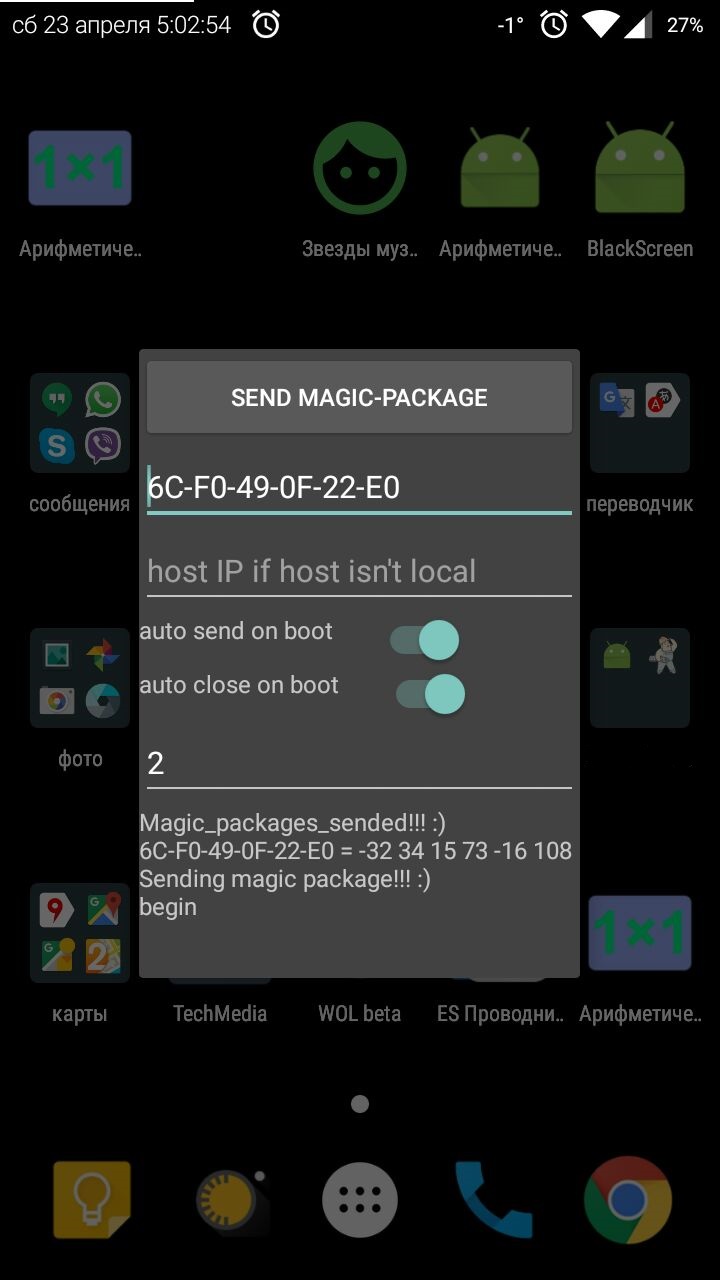 сб 23 апреля 5:02:54
-1°
27%
1×1
Арифметиче..
Звезды муз..
Арифметиче..
BlackScreen
SEND MAGIC-PACKAGE
6C-F0-49-0F-22-E0
host IP if host isn't local
auto send on boot
auto close on boot
2
Magic_packages_sended!!! :)
6C-F0-49-0F-22-E0 = -32 34 15 73 -16 108
Sending magic package!!! :)
begin
сообщения
переводчик
фото
1×1
карты
TechMedia
WOL beta
ES Проводни..
Арифметиче..